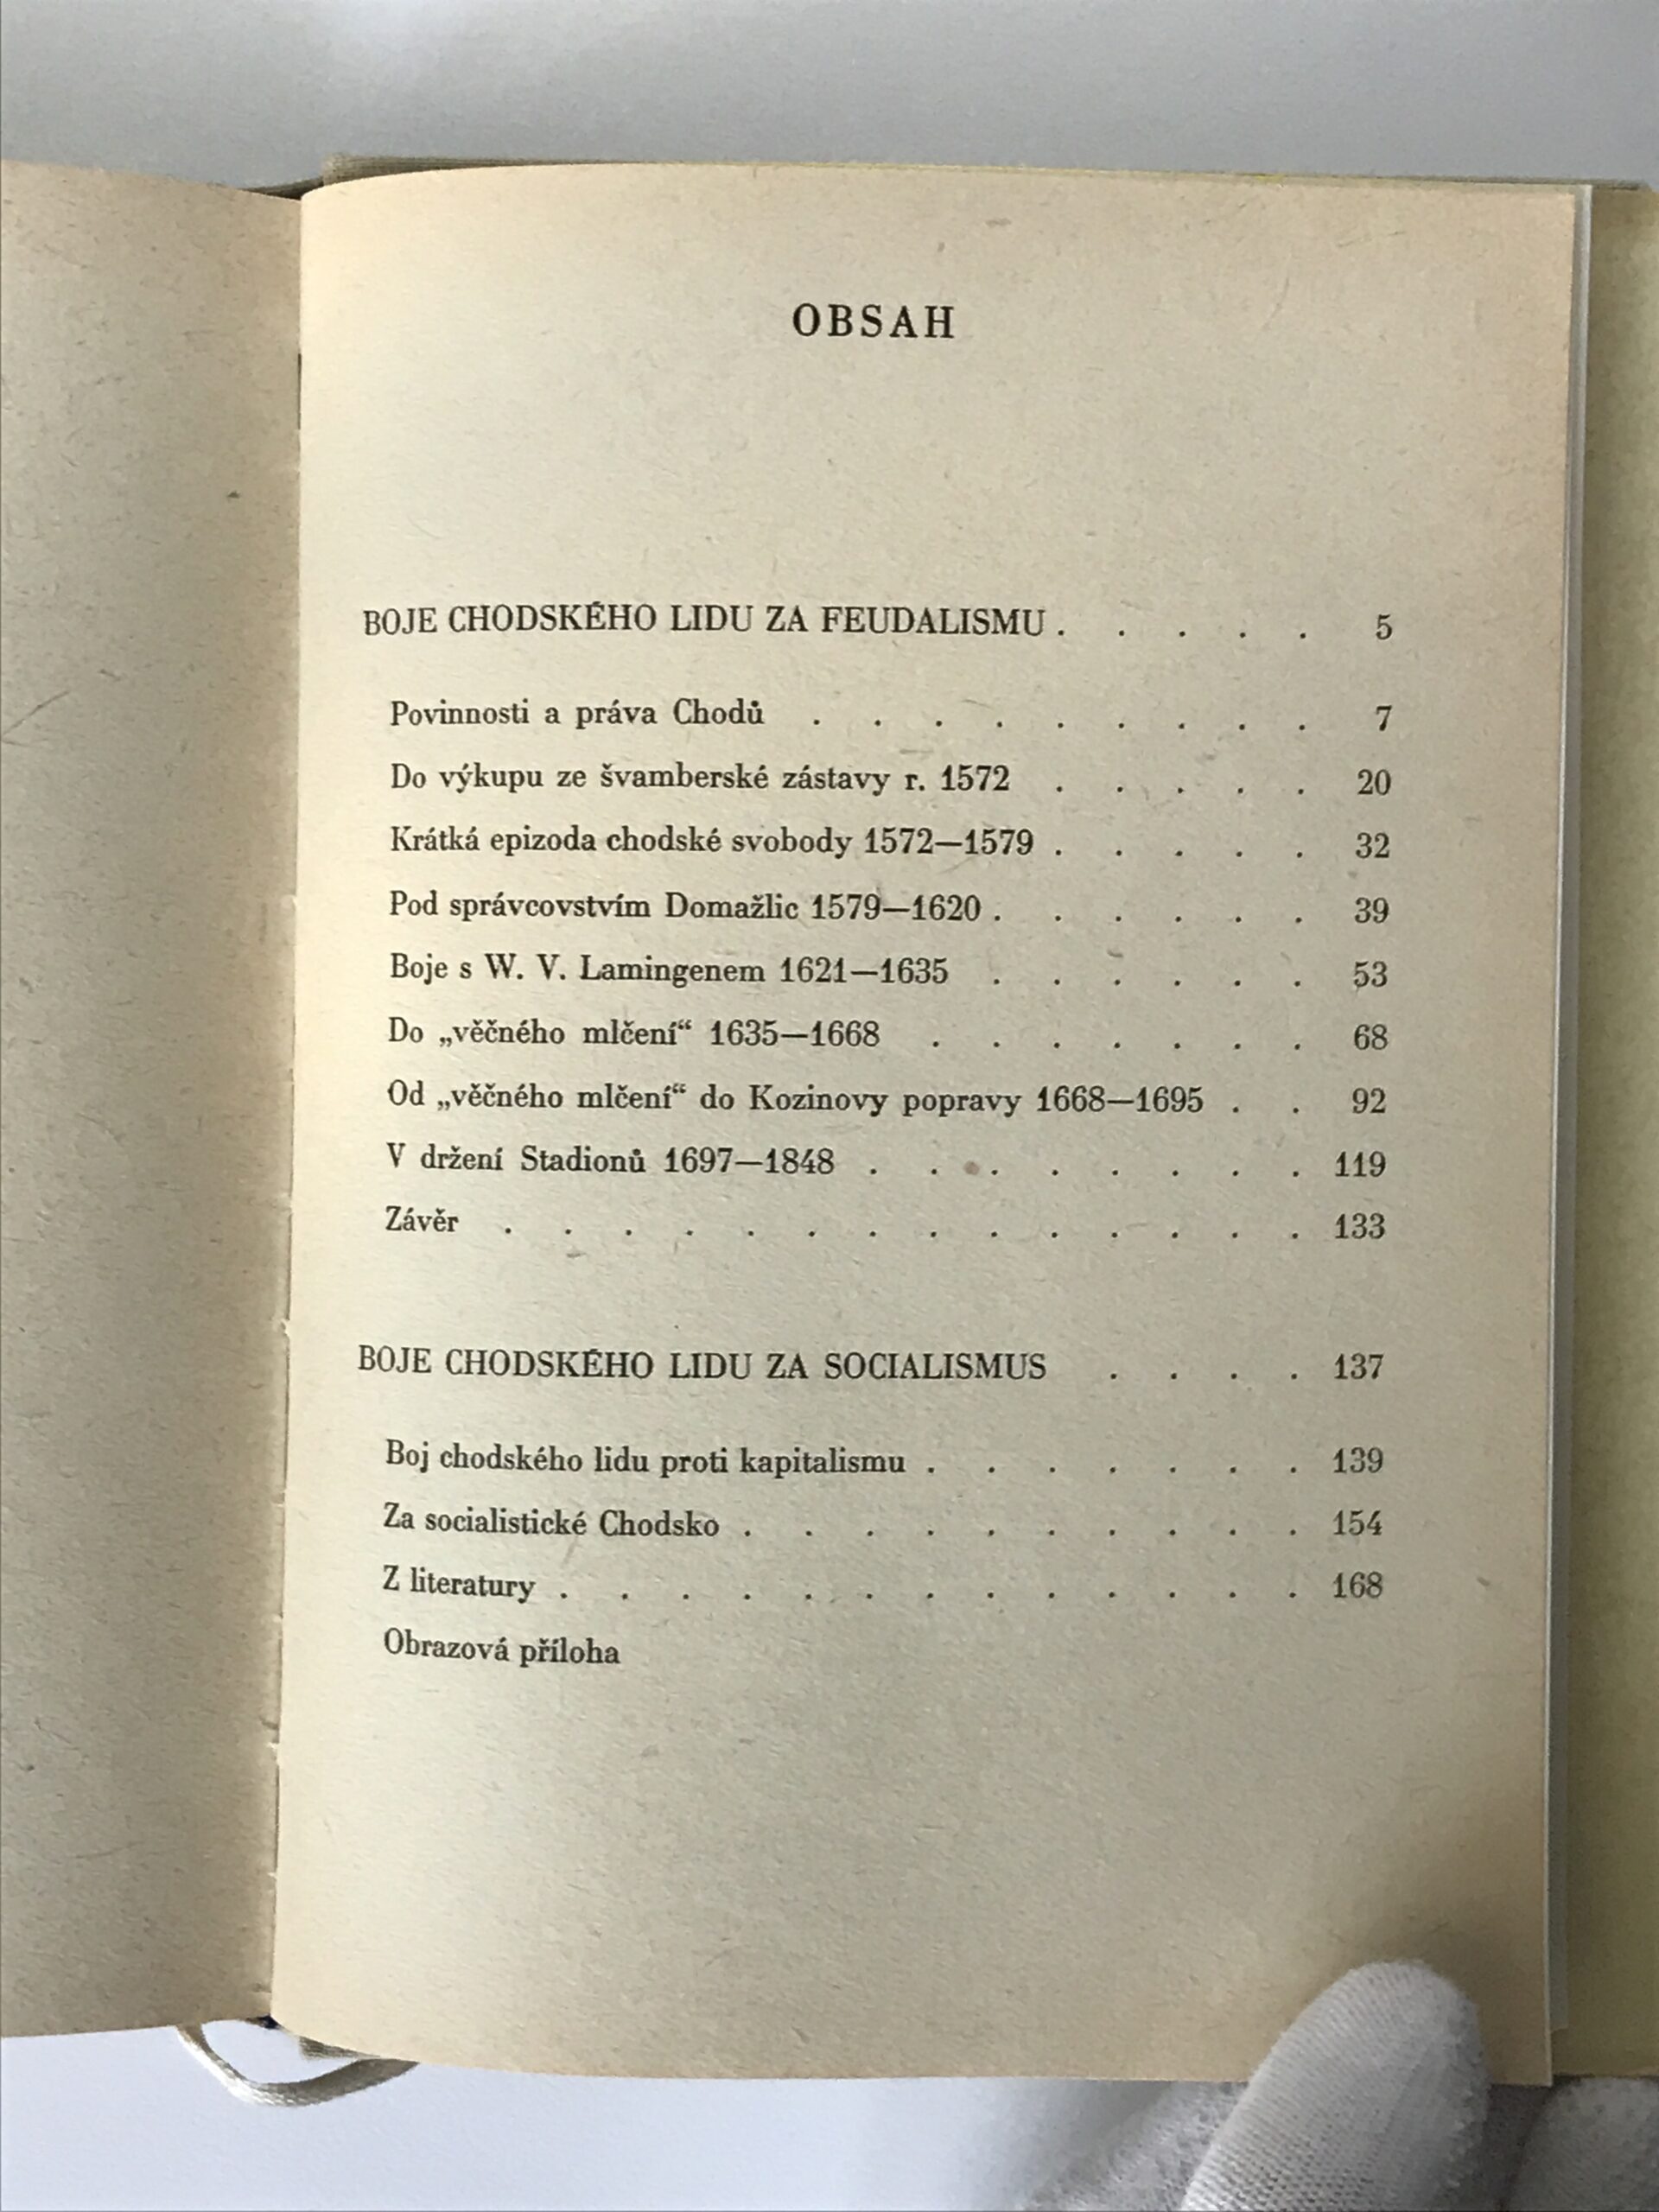 OBSAH
BOJE CHODSKÉHO LIDU ZA FEUDALISMU . . . . . 5
Povinnosti a práva Chodů . . . . . . . . . 7
Do výkupu ze švamberské zástavy r. 1572 . . . . . 20
Krátká epizoda chodské svobody 1572—1579 . . . . . 32
Pod správcovstvím Domažlic 1579—1620 . . . . . . 39
Boje s W. V. Lamingenem 1621—1635 . . . . . . 53
Do „věčného mlčení“ 1635—1668 . . . . . . . 68
Od „věčného mlčení“ do Kozinovy popravy 1668—1695 . . 92
V držení Stadionů 1697—1848 . . . . . . . . 119
Závěr . . . . . . . . . . . . . . 133
BOJE CHODSKÉHO LIDU ZA SOCIALISMUS . . . . 137
Boj chodského lidu proti kapitalismu . . . . . . . 139
Za socialistické Chodsko . . . . . . . . . . 154
Z literatury . . . . . . . . . . . . . 168
Obrazová příloha